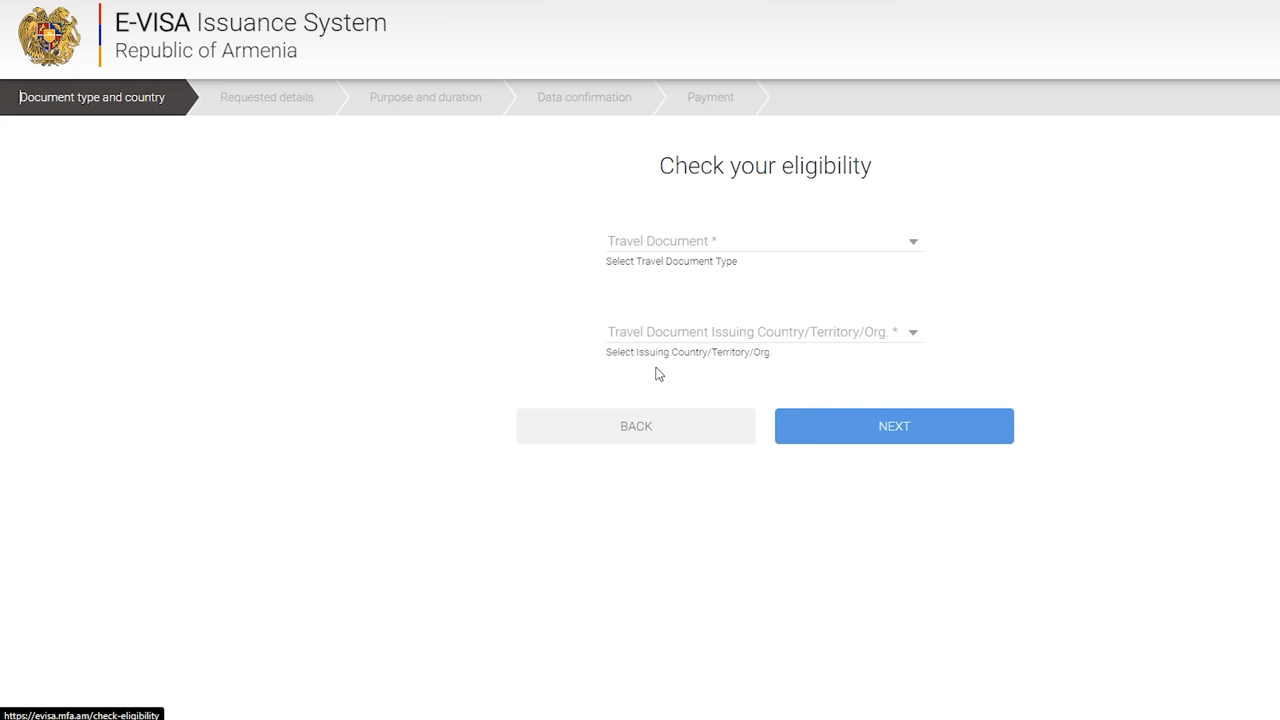 E-VISA Issuance System
Republic of Armenia
Document type and country
Requested details
Purpose and duration
Data confirmation
Payment
Check your eligibility
Travel Document *
Select Travel Document Type
Travel Document Issuing Country/Territory/Org. *
Select Issuing Country/Territory/Org.
BACK
NEXT
https://evisa.mfa.am/check-eligibility